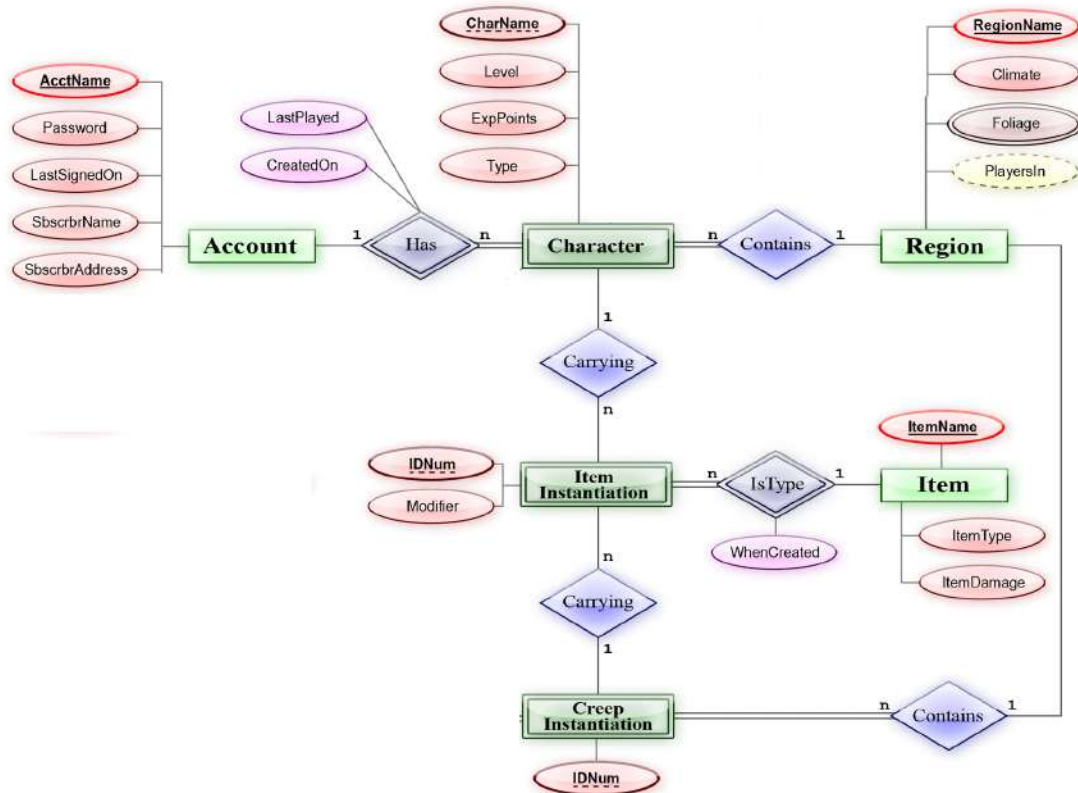 CharName
RegionName
AcctName
Level
Climate
LastPlayed
ExpPoints
Foliage
Password
CreatedOn
Type
PlayersIn
LastSignedOn
SbscrbrName
Account
1
Has
n
Character
n
Contains
1
Region
SbscrbrAddress
1
Carrying
n
ItemName
IDNum
Item
Instantiation
n
IsType
1
Item
Modifier
WhenCreated
ItemType
n
ItemDamage
Carrying
1
Creep
Instantiation
n
Contains
1
IDNum